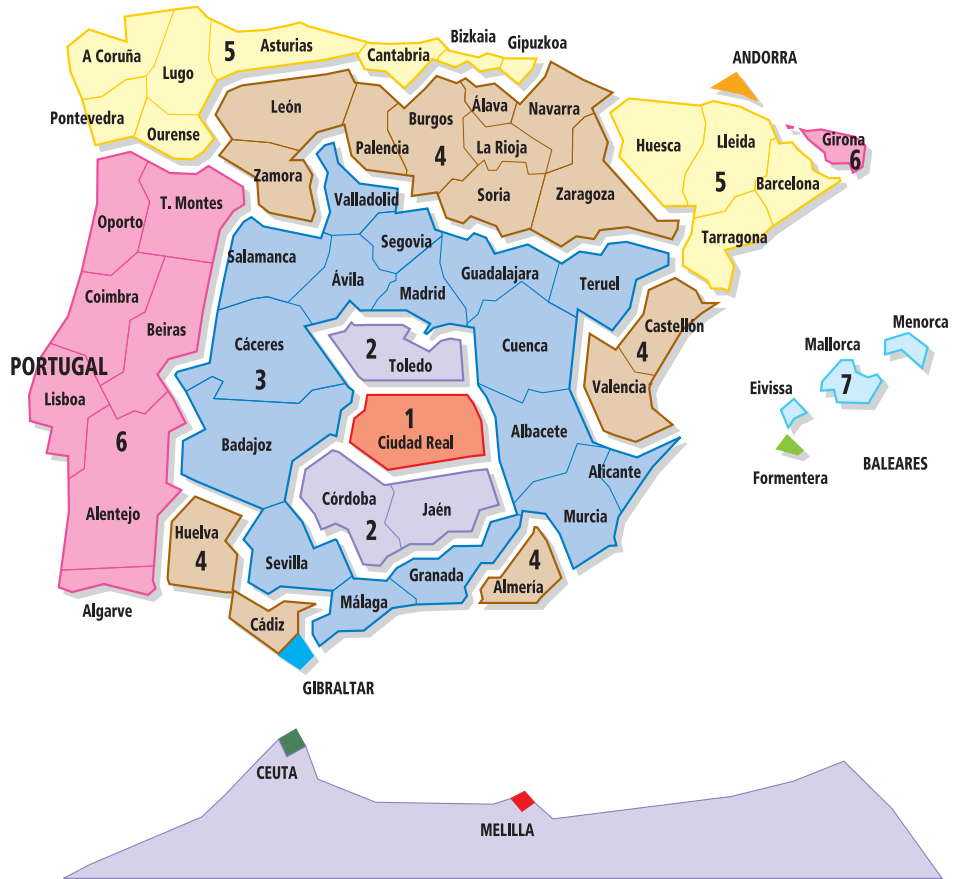 A Coruña
Lugo
5
Asturias
Cantabria
Bizkaia
Gipuzkoa
Pontevedra
Ourense
León
Zamora
Palencia
Burgos
4
Álava
Navarra
La Rioja
Soria
Zaragoza
ANDORRA
Huesca
Lleida
5
Barcelona
Tarragona
Girona
6
Oporto
T. Montes
Coimbra
Beiras
PORTUGAL
Lisboa
6
Alentejo
Algarve
Valladolid
Salamanca
Ávila
Segovia
Madrid
Guadalajara
Teruel
Cáceres
3
Badajoz
Cuenca
Albacete
Alicante
Murcia
2
Toledo
1
Ciudad Real
Córdoba
2
Jaén
Castellón
4
Valencia
Huelva
4
Sevilla
Málaga
Granada
4
Almería
Cádiz
GIBRALTAR
Menorca
Mallorca
7
Eivissa
Formentera
BALEARES
CEUTA
MELILLA